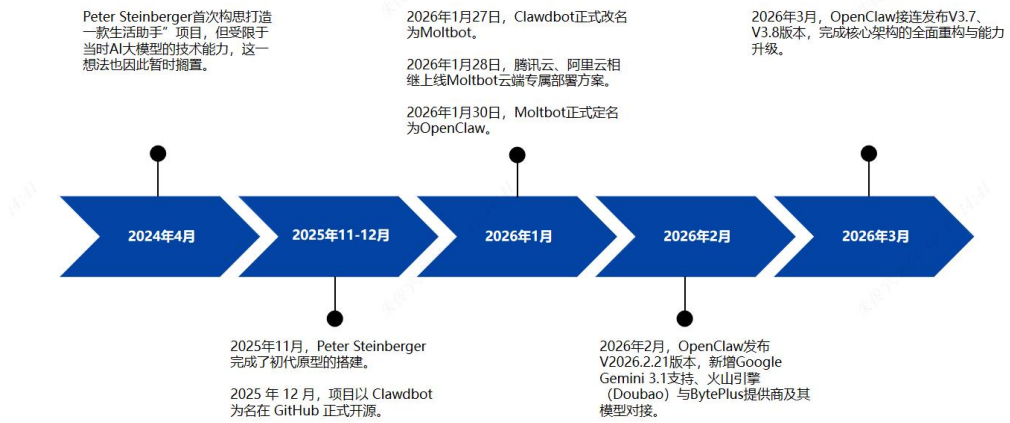 Peter Steinberger首次构思打造
一款生活助手”项目，但受限于
当时AI大模型的技术能力，这一
想法也因此暂时搁置。
2026年1月27日，Clawdbot正式改名
为Moltbot。
2026年1月28日，腾讯云、阿里云相
继上线Moltbot云端专属部署方案。
2026年1月30日，Moltbot正式定名
为OpenClaw。
2026年3月，OpenClaw接连发布V3.7、
V3.8版本，完成核心架构的全面重构与能力
升级。
2024年4月
2025年11-12月
2026年1月
2026年2月
2026年3月
2025年11月，Peter Steinberger
完成了初代原型的搭建。
2025 年 12 月，项目以 Clawdbot
为名在 GitHub 正式开源。
2026年2月，OpenClaw发布
V2026.2.21版本，新增Google
Gemini 3.1支持、火山引擎
（Doubao）与BytePlus提供商及其
模型对接。